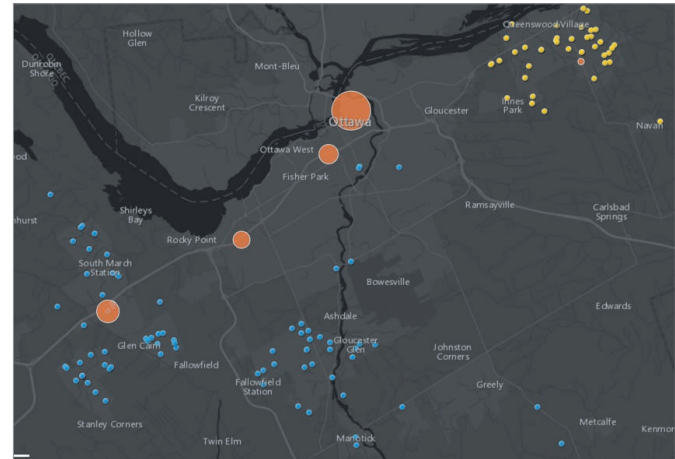 Hollow
Glen
Queenswood Village
Dunrobin
Shore
QUEBEC
ONTARIO
Mont-Bleu
Kilroy
Crescent
Gloucester
Innes
Park
Ottawa
Navan
Ottawa West
Fisher Park
Shirleys
Bay
Ramsayville
Carlsbad
Springs
Rocky Point
South March
Station
Bowesville
Edwards
Ashdale
Glen Cairn
Gloucester
Glen
Johnston
Corners
Fallowfield
Fallowfield
Station
Greely
Stanley Corners
Metcalfe
Twin Elm
Manotick